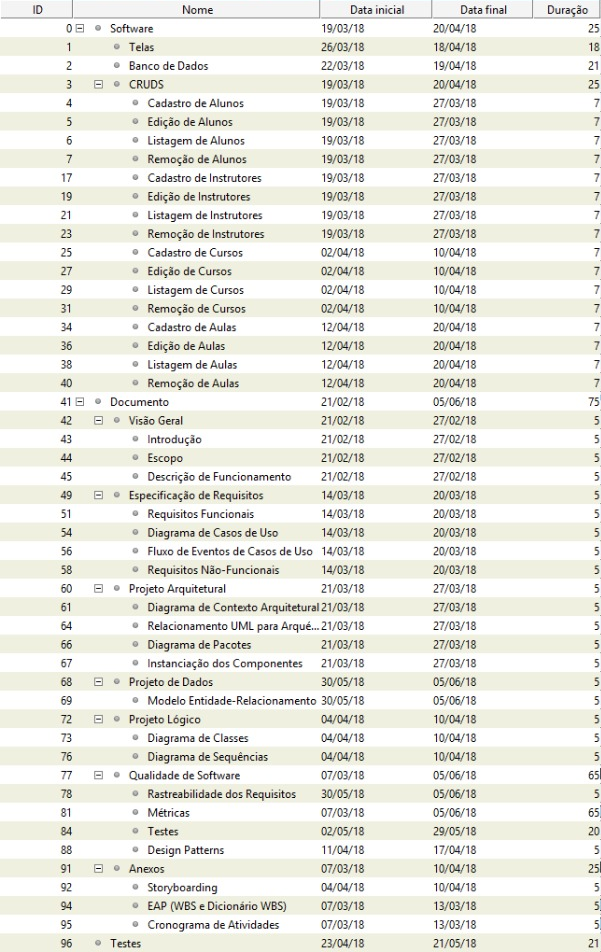 ID Nome Data inicial Data final Duração
0 Software 19/03/18 20/04/18 25
1 Telas 26/03/18 18/04/18 18
2 Banco de Dados 22/03/18 19/04/18 21
3 CRUDS 19/03/18 20/04/18 25
4 Cadastro de Alunos 19/03/18 27/03/18 7
5 Edição de Alunos 19/03/18 27/03/18 7
6 Listagem de Alunos 19/03/18 27/03/18 7
7 Remoção de Alunos 19/03/18 27/03/18 7
17 Cadastro de Instrutores 19/03/18 27/03/18 7
19 Edição de Instrutores 19/03/18 27/03/18 7
21 Listagem de Instrutores 19/03/18 27/03/18 7
23 Remoção de Instrutores 19/03/18 27/03/18 7
25 Cadastro de Cursos 02/04/18 10/04/18 7
27 Edição de Cursos 02/04/18 10/04/18 7
29 Listagem de Cursos 02/04/18 10/04/18 7
31 Remoção de Cursos 02/04/18 10/04/18 7
34 Cadastro de Aulas 12/04/18 20/04/18 7
36 Edição de Aulas 12/04/18 20/04/18 7
38 Listagem de Aulas 12/04/18 20/04/18 7
40 Remoção de Aulas 12/04/18 20/04/18 7
41 Documento 21/02/18 05/06/18 75
42 Visão Geral 21/02/18 27/02/18 5
43 Introdução 21/02/18 27/02/18 5
44 Escopo 21/02/18 27/02/18 5
45 Descrição de Funcionamento 21/02/18 27/02/18 5
49 Especificação de Requisitos 14/03/18 20/03/18 5
51 Requisitos Funcionais 14/03/18 20/03/18 5
54 Diagrama de Casos de Uso 14/03/18 20/03/18 5
56 Fluxo de Eventos de Casos de Uso 14/03/18 20/03/18 5
58 Requisitos Não-Funcionais 14/03/18 20/03/18 5
60 Projeto Arquitetural 21/03/18 27/03/18 5
61 Diagrama de Contexto Arquitetural 21/03/18 27/03/18 5
64 Relacionamento UML para Arqué... 21/03/18 27/03/18 5
66 Diagrama de Pacotes 21/03/18 27/03/18 5
67 Instanciação dos Componentes 21/03/18 27/03/18 5
68 Projeto de Dados 30/05/18 05/06/18 5
69 Modelo Entidade-Relacionamento 30/05/18 05/06/18 5
72 Projeto Lógico 04/04/18 10/04/18 5
73 Diagrama de Classes 04/04/18 10/04/18 5
76 Diagrama de Sequências 04/04/18 10/04/18 5
77 Qualidade de Software 07/03/18 05/06/18 65
78 Rastreabilidade dos Requisitos 30/05/18 05/06/18 5
81 Métricas 07/03/18 05/06/18 65
84 Testes 02/05/18 29/05/18 20
88 Design Patterns 11/04/18 17/04/18 5
91 Anexos 07/03/18 10/04/18 25
92 Storyboarding 04/04/18 10/04/18 5
94 EAP (WBS e Dicionário WBS) 07/03/18 13/03/18 5
95 Cronograma de Atividades 07/03/18 13/03/18 5
96 Testes 23/04/18 21/05/18 21